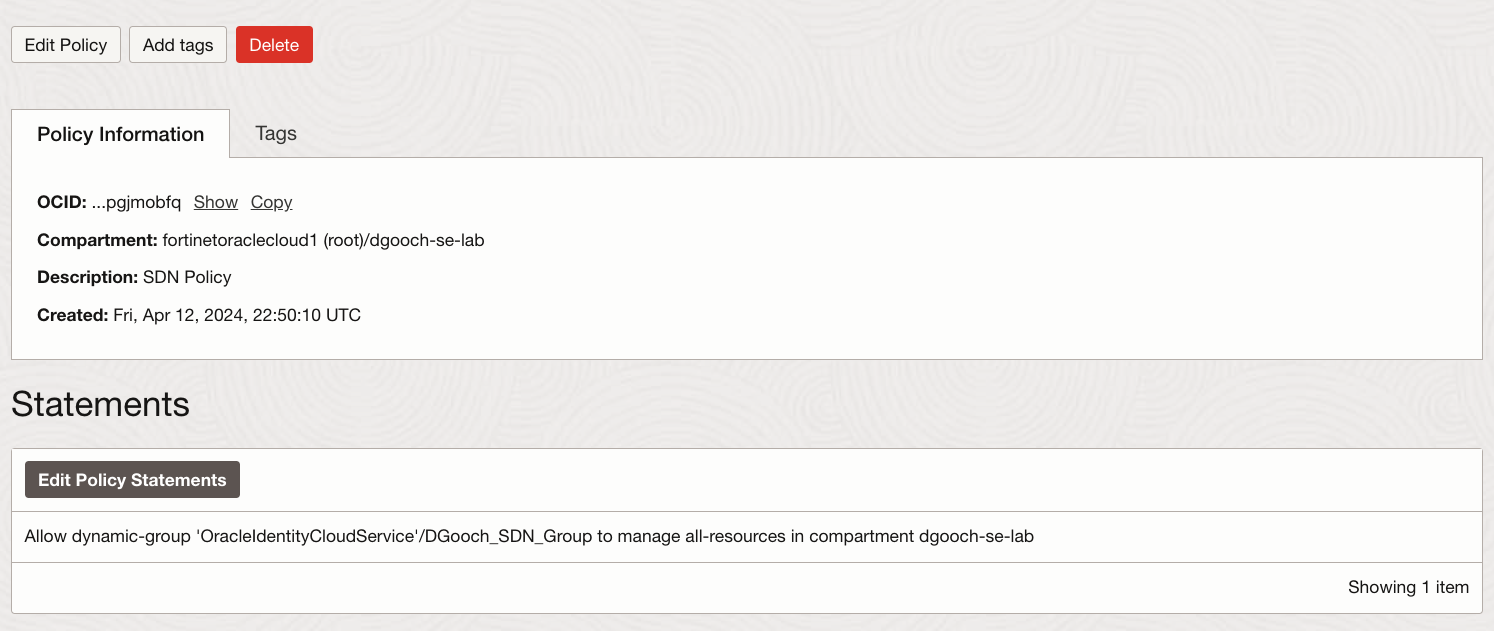 Edit Policy Add tags Delete
Policy Information Tags
OCID: ...pgjmobfq Show Copy
Compartment: fortinetoraclecloud1 (root)/dgooch-se-lab
Description: SDN Policy
Created: Fri, Apr 12, 2024, 22:50:10 UTC
Statements
Edit Policy Statements
Allow dynamic-group 'OracleIdentityCloudService'/DGooch_SDN_Group to manage all-resources in compartment dgooch-se-lab
Showing 1 item